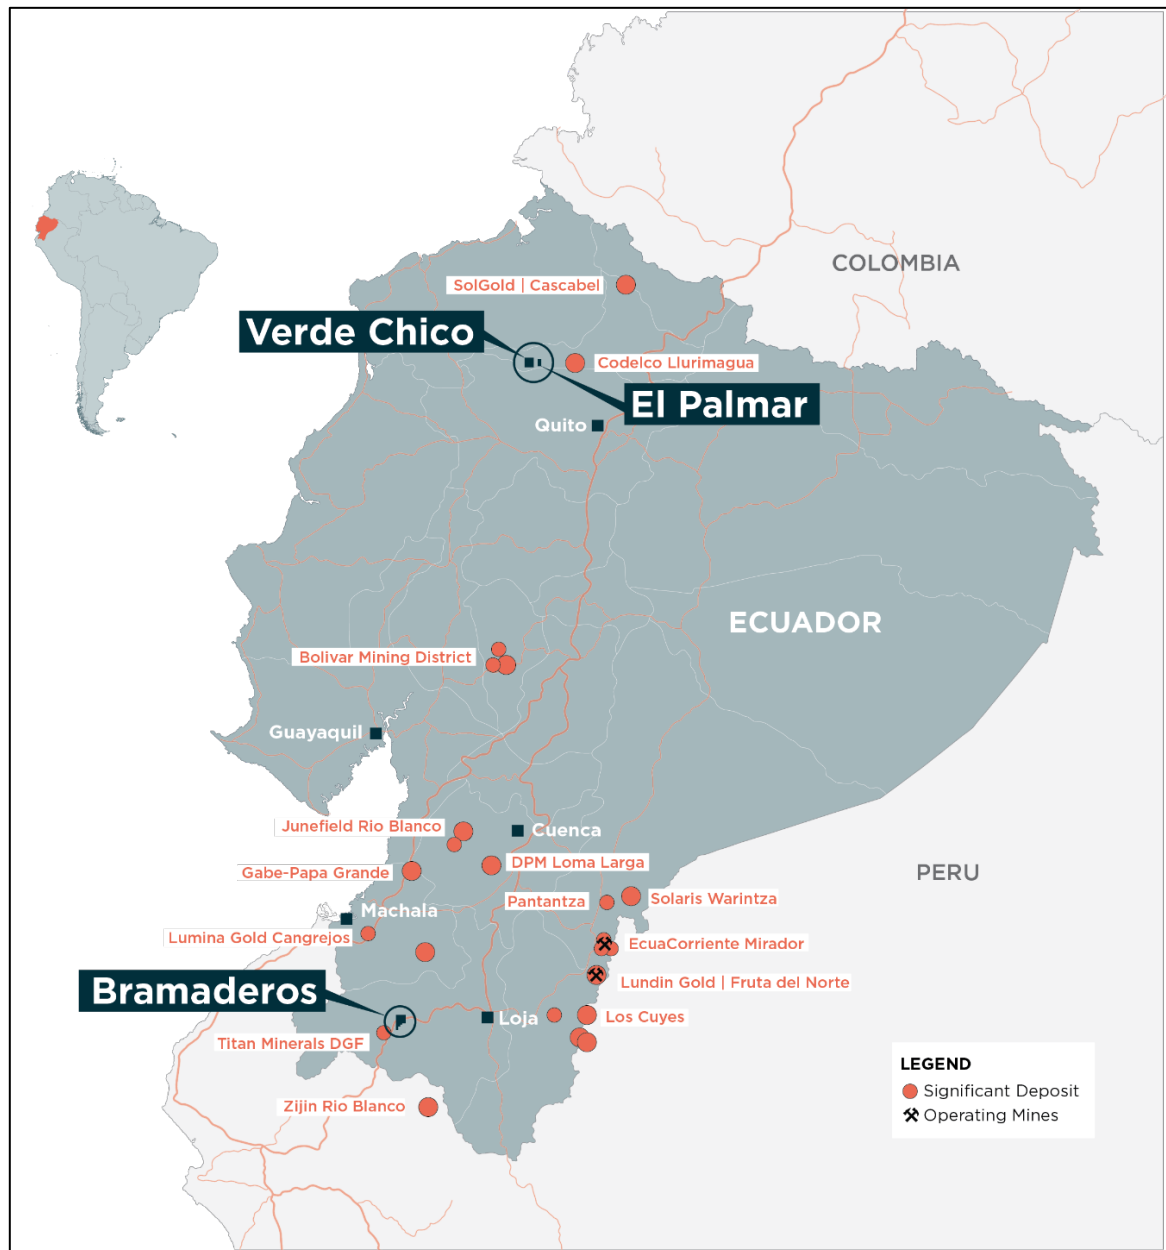 COLOMBIA
SolGold | Cascabel
Verde Chico
Codelco Llurimagua
El Palmar
Quito
ECUADOR
Bolivar Mining District
Guayaquil
Junefield Rio Blanco
Cuenca
DPM Loma Larga
Gabe-Papa Grande
PERU
Pantantza
Solaris Warintza
Machala
Lumina Gold Cangrejos
EcuaCorriente Mirador
Lundin Gold | Fruta del Norte
Bramaderos
Loja
Los Cuyes
Titan Minerals DGF
Zijin Rio Blanco
LEGEND
Significant Deposit
Operating Mines